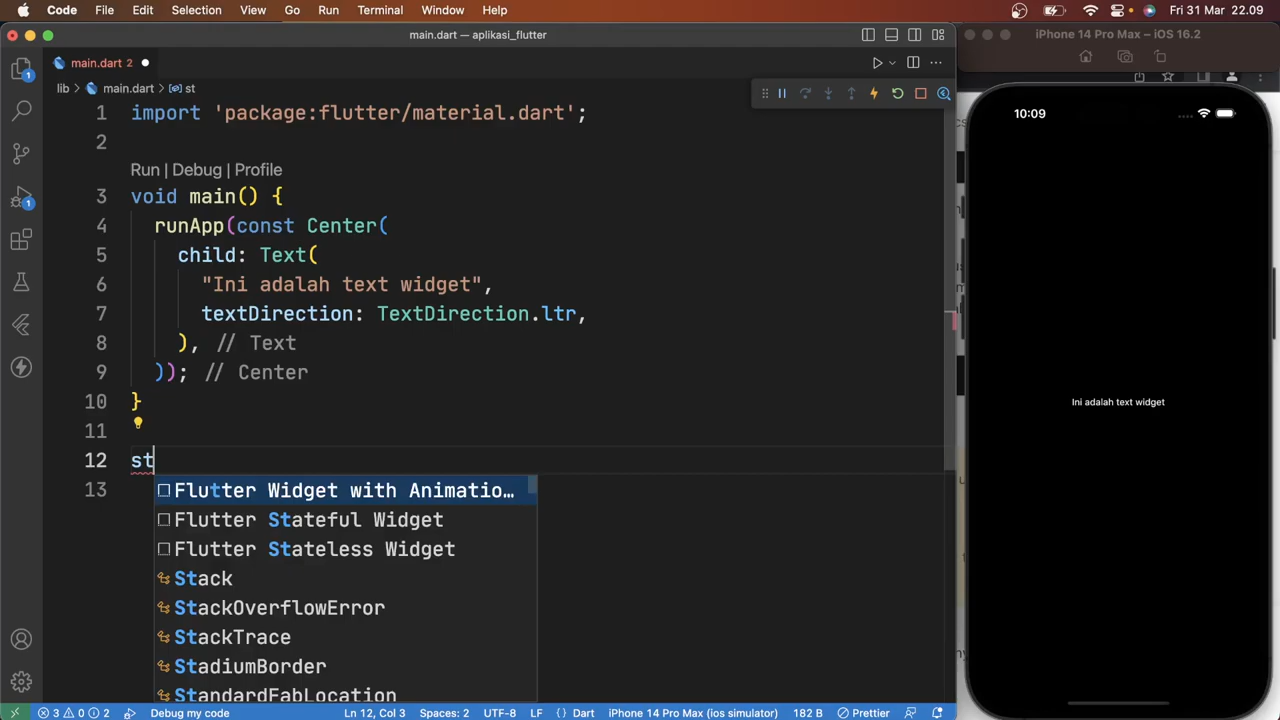 Code File Edit Selection View Go Run Terminal Window Help Fri 31 Mar 22.09
main.dart — aplikasi_flutter
iPhone 14 Pro Max – iOS 16.2
main.dart 2
lib > main.dart > st
1 import 'package:flutter/material.dart';
2
Run | Debug | Profile
3 void main() {
4 runApp(const Center(
5 child: Text(
6 "Ini adalah text widget",
7 textDirection: TextDirection.ltr,
8 ), // Text
9 )); // Center
10 }
11
12 st
13
Flutter Widget with Animatio…
Flutter Stateful Widget
Flutter Stateless Widget
Stack
StackOverflowError
StackTrace
StadiumBorder
StandardFabLocation
1
1
3 0 2 Debug my code Ln 12, Col 3 Spaces: 2 UTF-8 LF {} Dart iPhone 14 Pro Max (ios simulator) 182 B Prettier
10:09
Ini adalah text widget